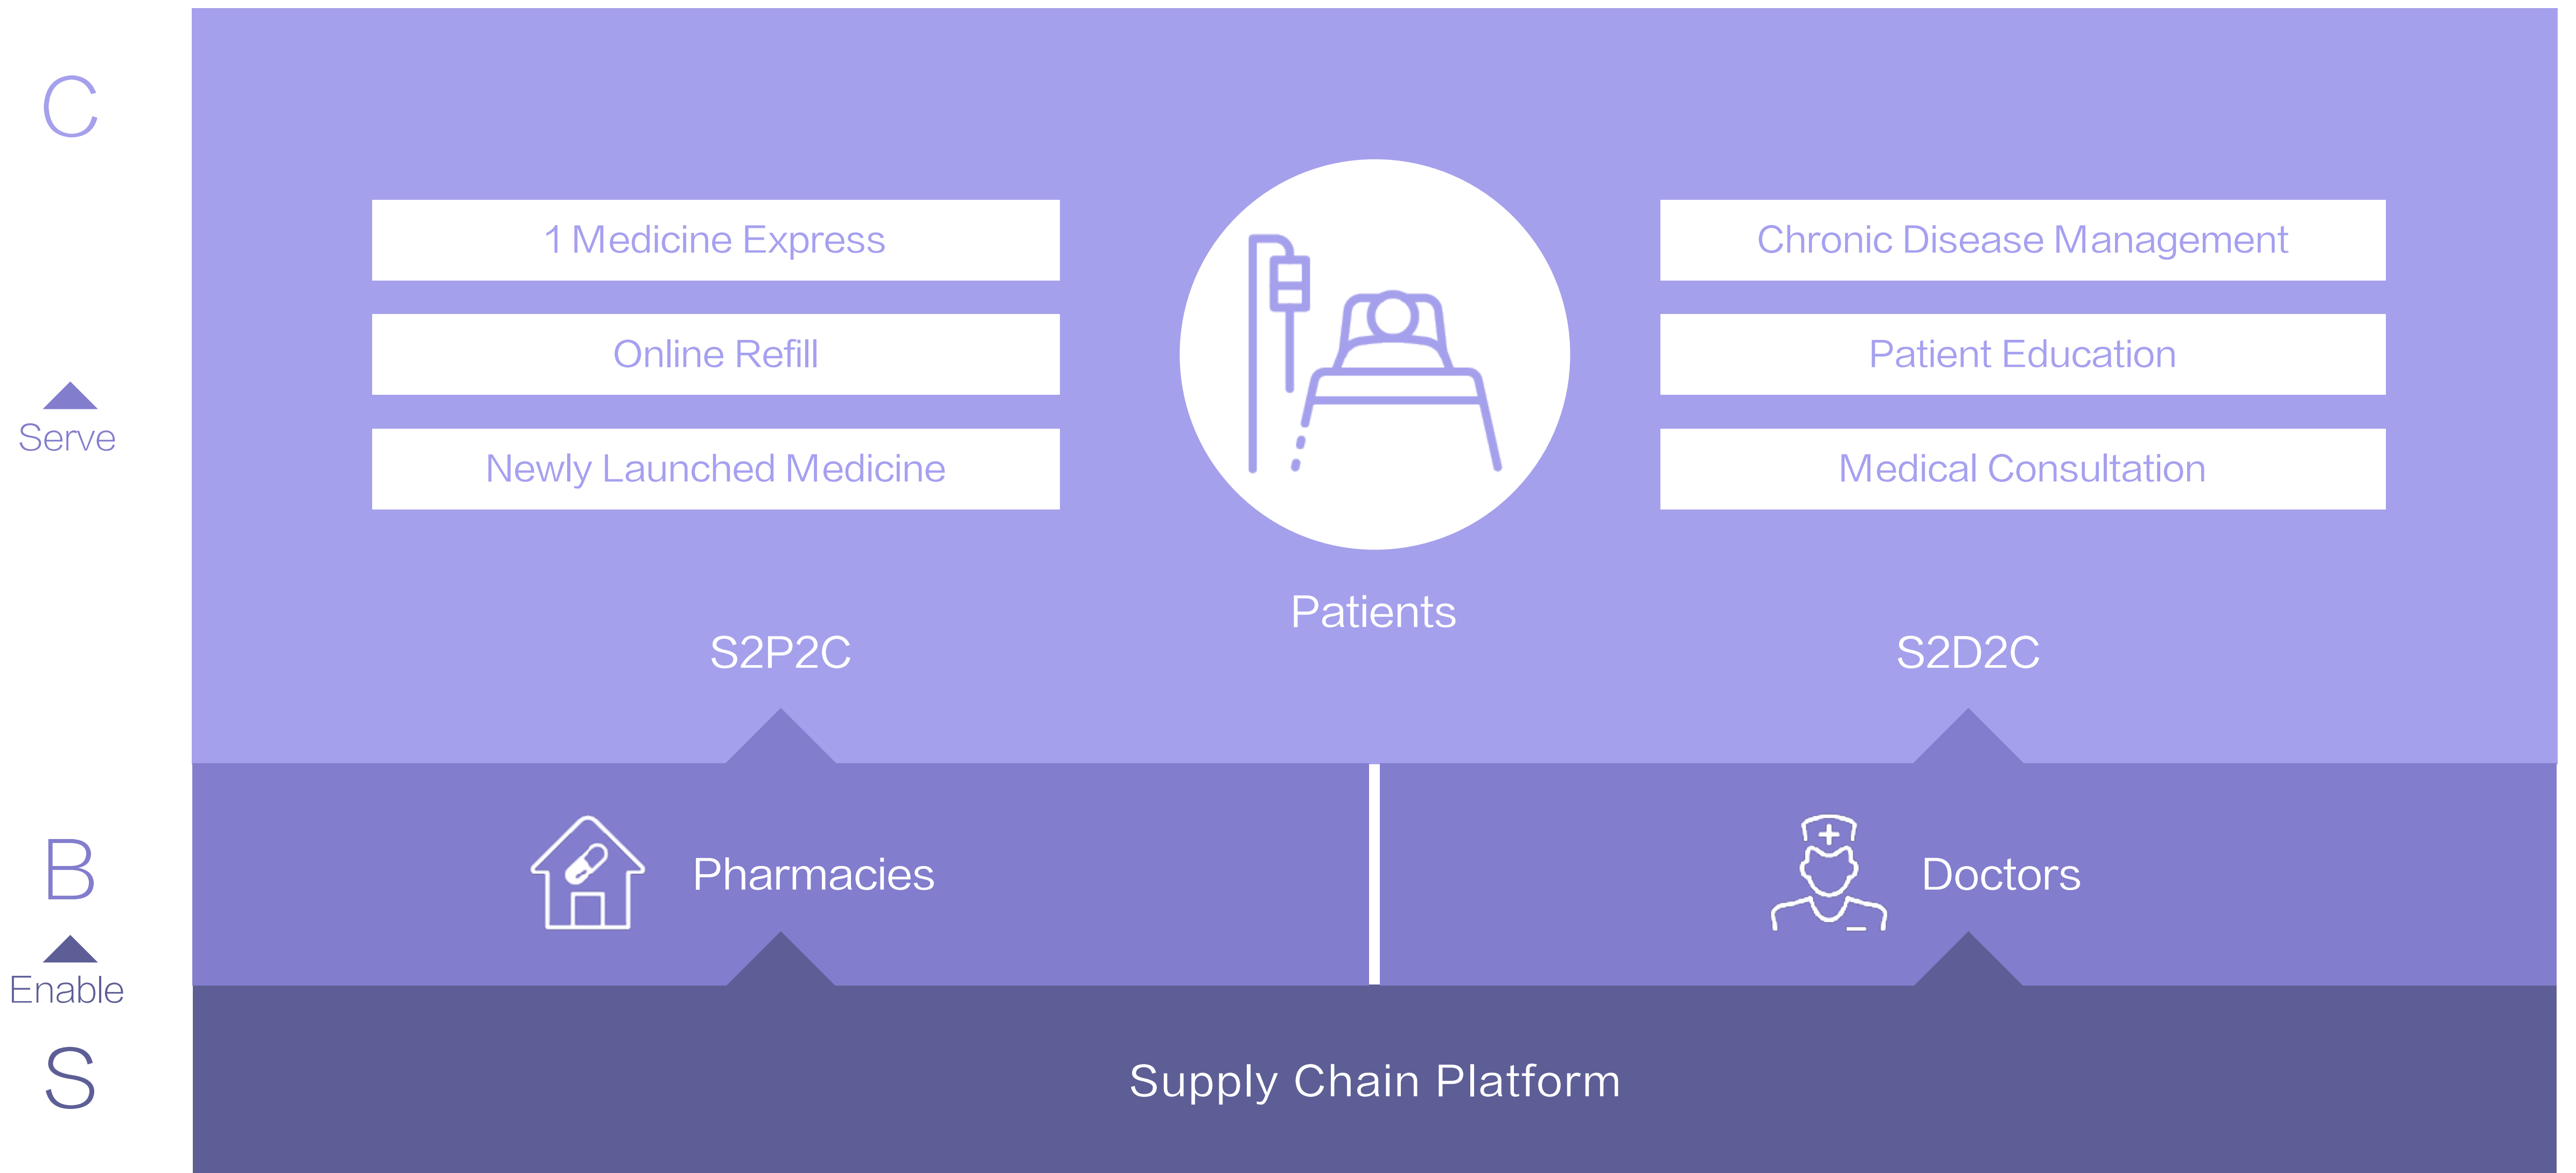 C
1 Medicine Express
Chronic Disease Management
Online Refill
Patient Education
Serve
Newly Launched Medicine
Medical Consultation
Patients
S2P2C
S2D2C
B
Pharmacies
Doctors
Enable
S
Supply Chain Platform